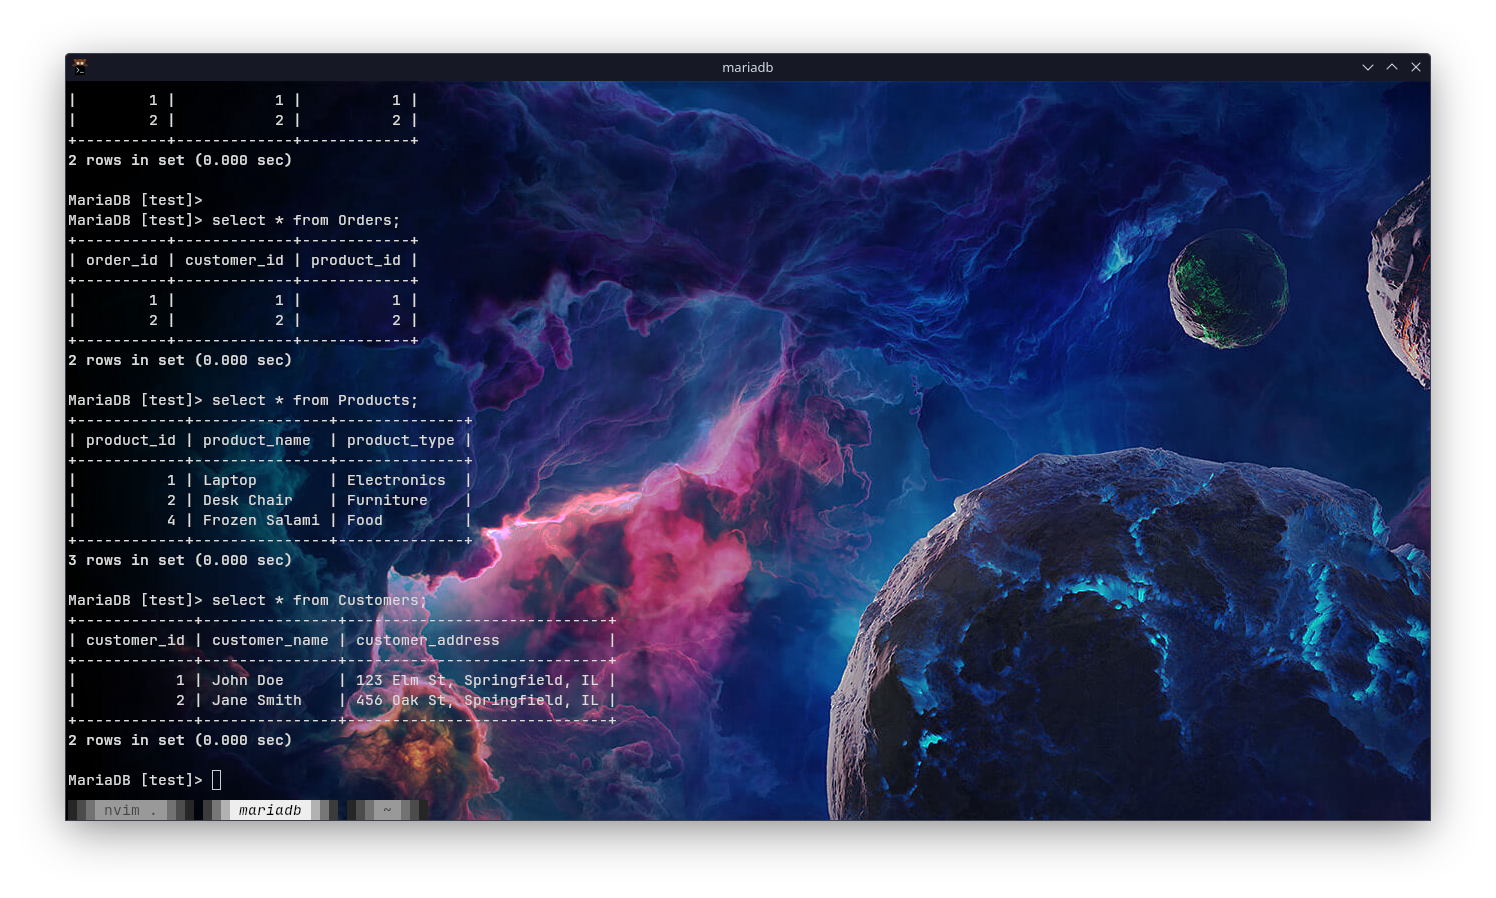 mariadb
|        1 |           1 |          1 |
|        2 |           2 |          2 |
+----------+-------------+------------+
2 rows in set (0.000 sec)
MariaDB [test]>
MariaDB [test]> select * from Orders;
+----------+-------------+------------+
| order_id | customer_id | product_id |
+----------+-------------+------------+
|        1 |           1 |          1 |
|        2 |           2 |          2 |
+----------+-------------+------------+
2 rows in set (0.000 sec)
MariaDB [test]> select * from Products;
+------------+---------------+--------------+
| product_id | product_name  | product_type |
+------------+---------------+--------------+
|          1 | Laptop        | Electronics  |
|          2 | Desk Chair    | Furniture    |
|          4 | Frozen Salami | Food         |
+------------+---------------+--------------+
3 rows in set (0.000 sec)
MariaDB [test]> select * from Customers;
+-------------+---------------+-----------------------------+
| customer_id | customer_name | customer_address            |
+-------------+---------------+-----------------------------+
|           1 | John Doe      | 123 Elm St, Springfield, IL |
|           2 | Jane Smith    | 456 Oak St, Springfield, IL |
+-------------+---------------+-----------------------------+
2 rows in set (0.000 sec)
MariaDB [test]>
nvim . mariadb ~